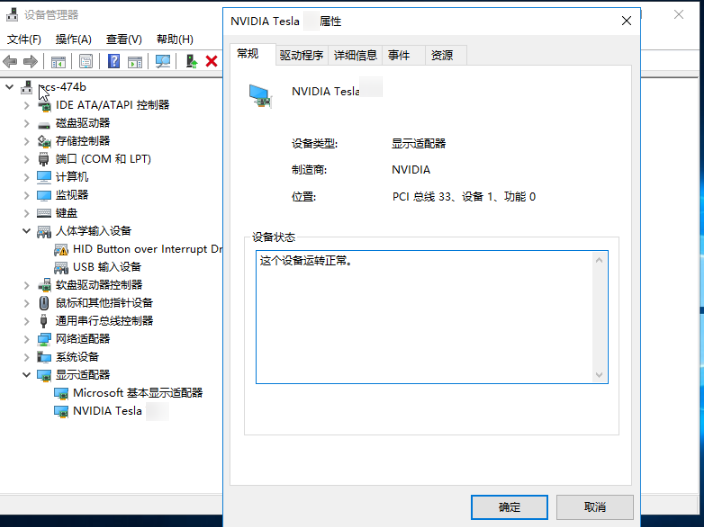 设备管理器
文件(F) 操作(A) 查看(V) 帮助(H)
ecs-474b
IDE ATA/ATAPI 控制器
磁盘驱动器
存储控制器
端口 (COM 和 LPT)
计算机
监视器
键盘
人体学输入设备
HID Button over Interrupt Dr
USB 输入设备
软盘驱动器控制器
鼠标和其他指针设备
通用串行总线控制器
网络适配器
系统设备
显示适配器
Microsoft 基本显示适配器
NVIDIA Tesla
NVIDIA Tesla 属性
常规 驱动程序 详细信息 事件 资源
NVIDIA Tesla
设备类型: 显示适配器
制造商: NVIDIA
位置: PCI 总线 33、设备 1、功能 0
设备状态
这个设备运转正常。
确定 取消